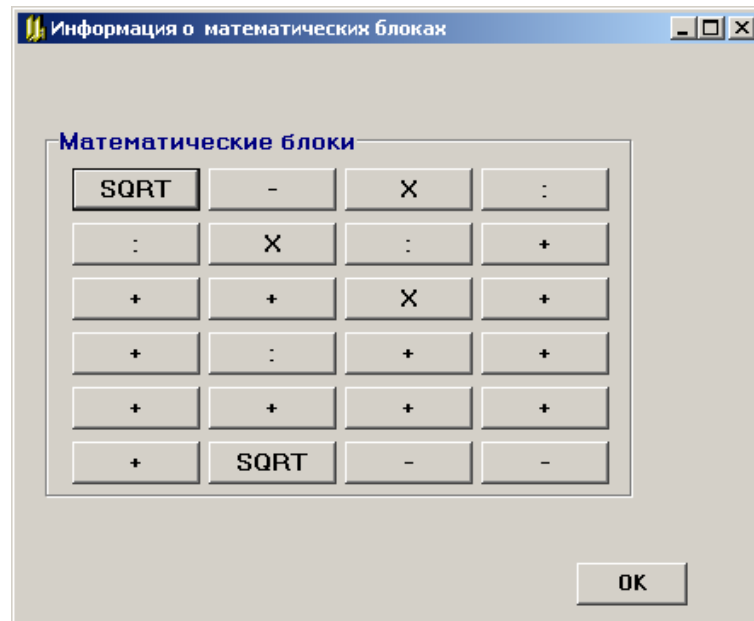 Информация о математических блоках
Математические блоки
SQRT - X :
: X : +
+ + X +
+ : + +
+ + + +
+ SQRT - -
OK